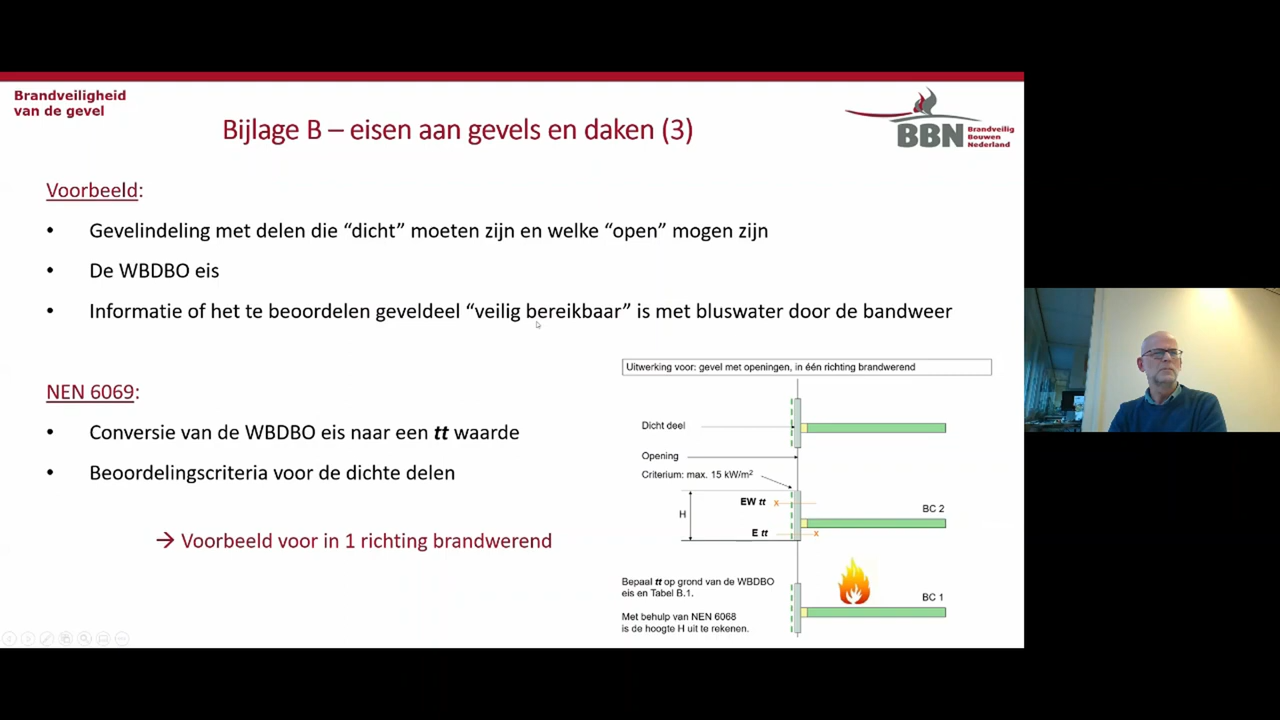 Brandveiligheid
van de gevel
Bijlage B – eisen aan gevels en daken (3)
BBN Brandveilig
Bouwen
Nederland
Voorbeeld:
• Gevelindeling met delen die “dicht” moeten zijn en welke “open” mogen zijn
• De WBDBO eis
• Informatie of het te beoordelen geveldeel “veilig bereikbaar” is met bluswater door de bandweer
NEN 6069:
• Conversie van de WBDBO eis naar een tt waarde
• Beoordelingscriteria voor de dichte delen
→ Voorbeeld voor in 1 richting brandwerend
Uitwerking voor: gevel met openingen, in één richting brandwerend
Dicht deel
Opening
Criterium: max. 15 kW/m²
EW tt x
H
BC 2
E tt x
Bepaal tt op grond van de WBDBO
eis en Tabel B.1.
BC 1
Met behulp van NEN 6068
is de hoogte H uit te rekenen.